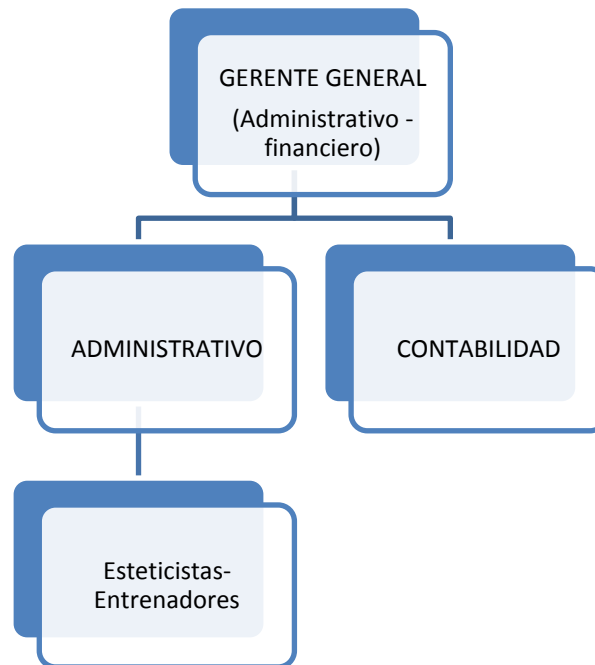 GERENTE GENERAL
(Administrativo -
financiero)
ADMINISTRATIVO
CONTABILIDAD
Esteticistas-
Entrenadores